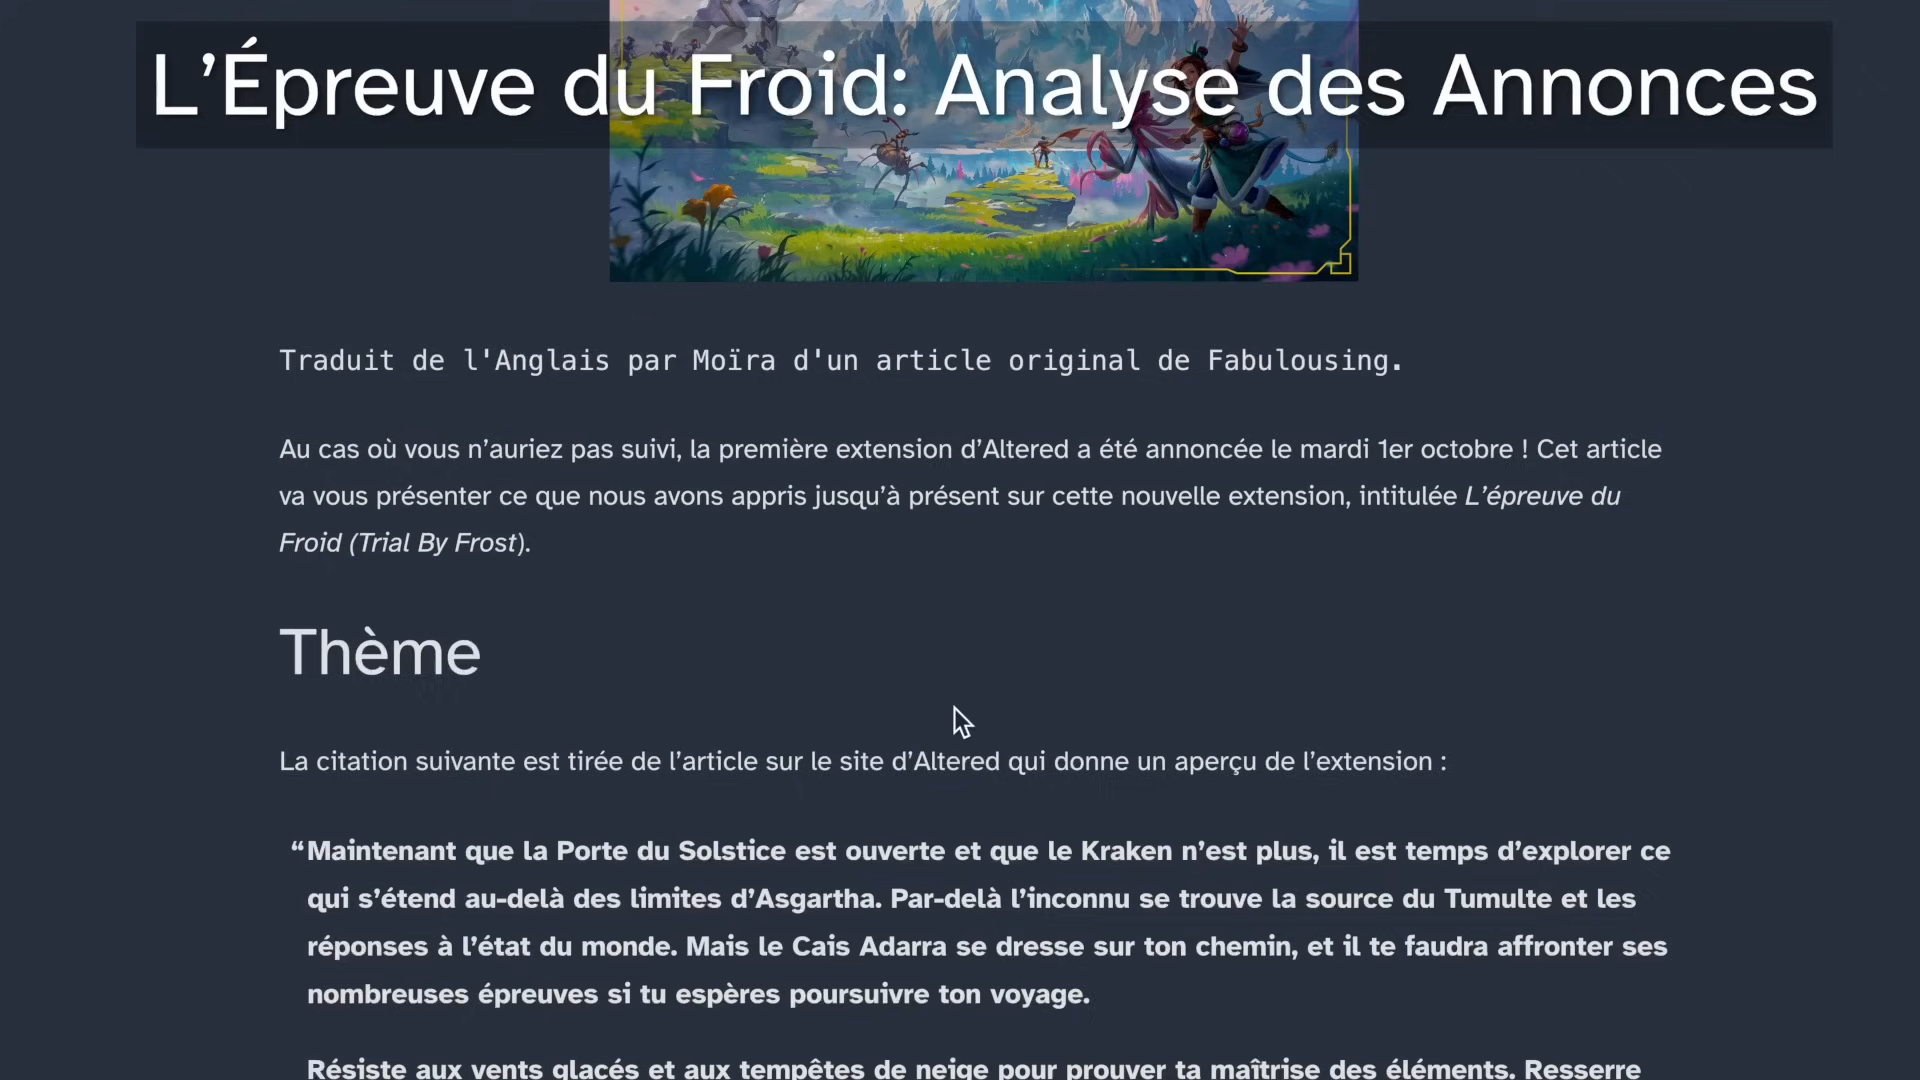 L’Épreuve du Froid: Analyse des Annonces
Traduit de l'Anglais par Moïra d'un article original de Fabulousing.
Au cas où vous n’auriez pas suivi, la première extension d’Altered a été annoncée le mardi 1er octobre ! Cet article
va vous présenter ce que nous avons appris jusqu’à présent sur cette nouvelle extension, intitulée L’épreuve du
Froid (Trial By Frost).
Thème
La citation suivante est tirée de l’article sur le site d’Altered qui donne un aperçu de l’extension :
“Maintenant que la Porte du Solstice est ouverte et que le Kraken n’est plus, il est temps d’explorer ce
qui s’étend au-delà des limites d’Asgartha. Par-delà l’inconnu se trouve la source du Tumulte et les
réponses à l’état du monde. Mais le Cais Adarra se dresse sur ton chemin, et il te faudra affronter ses
nombreuses épreuves si tu espères poursuivre ton voyage.
Résiste aux vents glacés et aux tempêtes de neige pour prouver ta maîtrise des éléments. Resserre